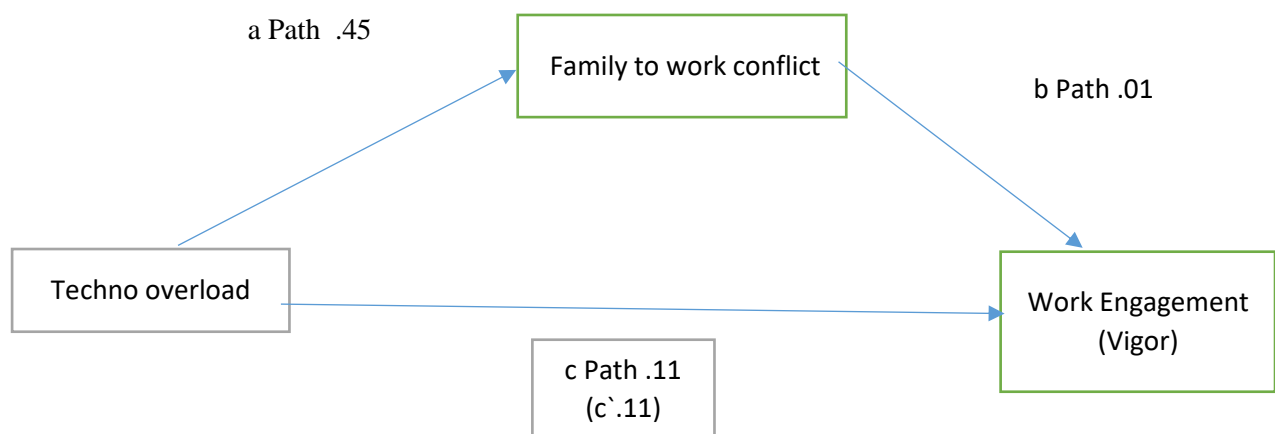 a Path .45
Family to work conflict
b Path .01
Techno overload
Work Engagement
(Vigor)
c Path .11
(c`.11)